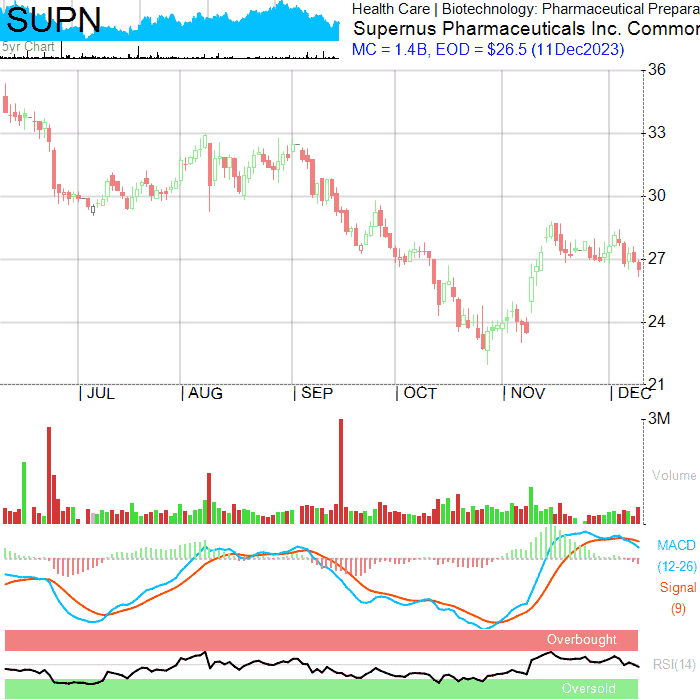 SUPN
5yr Chart
Health Care | Biotechnology: Pharmaceutical Prepara
Supernus Pharmaceuticals Inc. Common
MC = 1.4B, EOD = $26.5 (11Dec2023)
36
33
30
27
24
21
| JUL | AUG | SEP | OCT | NOV | DEC
3M
Volume
MACD
(12-26)
Signal
(9)
Overbought
RSI(14)
Oversold